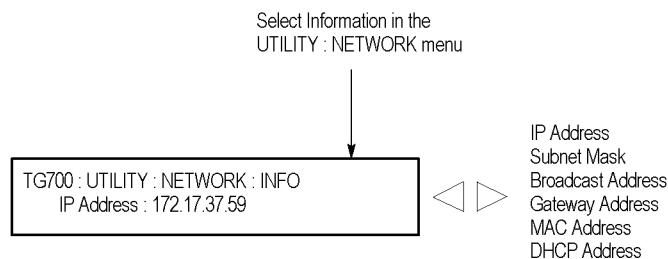 Select Information in the
UTILITY : NETWORK menu
TG700 : UTILITY : NETWORK : INFO
IP Address : 172.17.37.59
IP Address
Subnet Mask
Broadcast Address
Gateway Address
MAC Address
DHCP Address